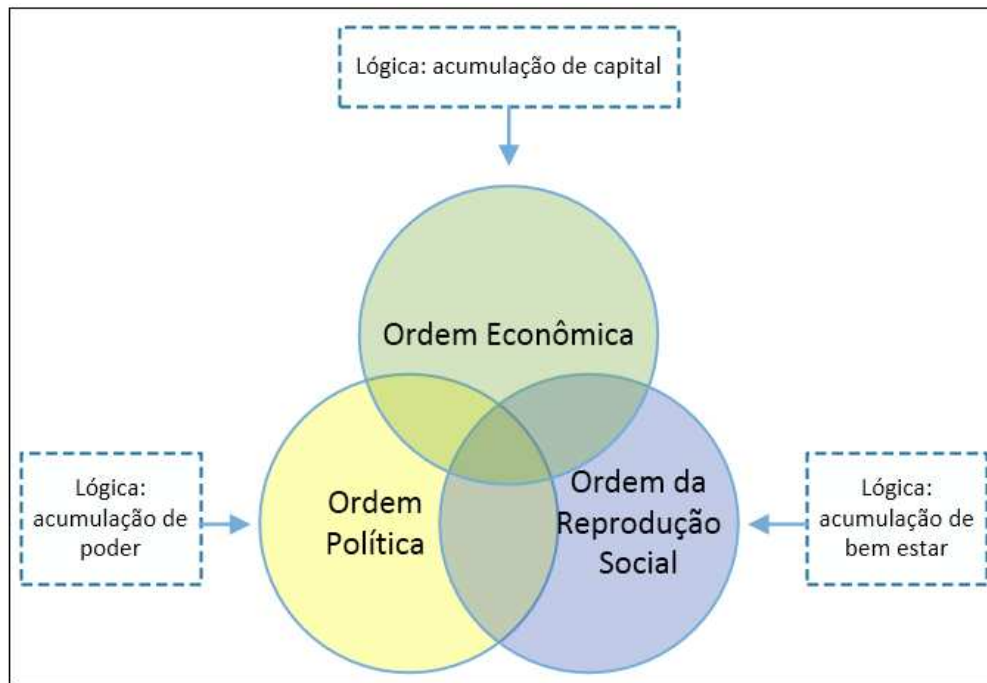 Lógica: acumulação de capital
Ordem Econômica
Lógica:
acumulação de
poder
Ordem
Política
Ordem da
Reprodução
Social
Lógica:
acumulação de
bem estar